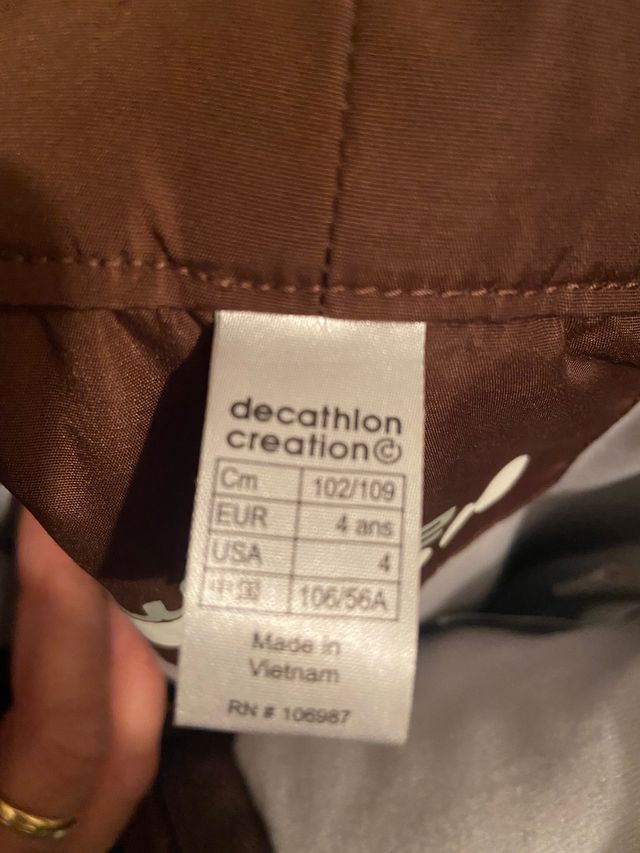 decathlon
creation©
Cm 102/109
EUR 4 ans
USA 4
中国 106/56A
Made in
Vietnam
RN # 106987